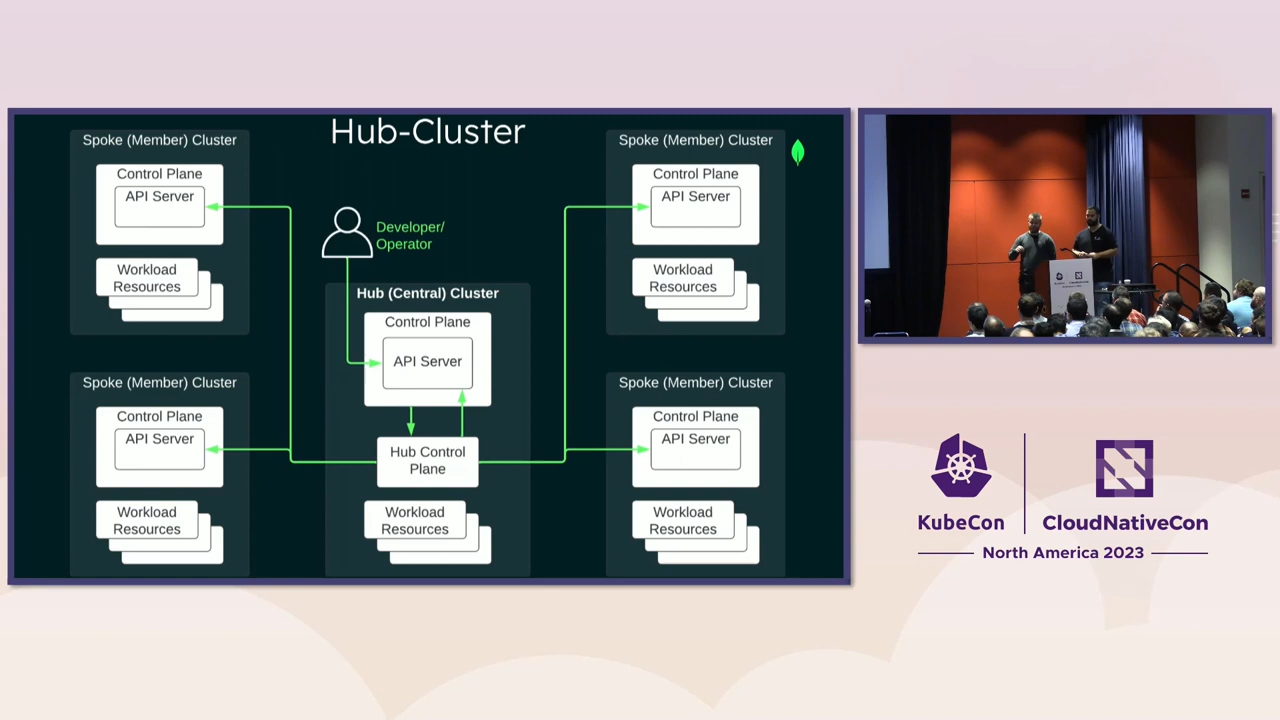 Hub-Cluster
Spoke (Member) Cluster
Control Plane
API Server
Workload
Resources
Spoke (Member) Cluster
Control Plane
API Server
Workload
Resources
Developer/
Operator
Hub (Central) Cluster
Control Plane
API Server
Hub Control
Plane
Workload
Resources
Spoke (Member) Cluster
Control Plane
API Server
Workload
Resources
Spoke (Member) Cluster
Control Plane
API Server
Workload
Resources
KubeCon
CloudNativeCon
North America 2023